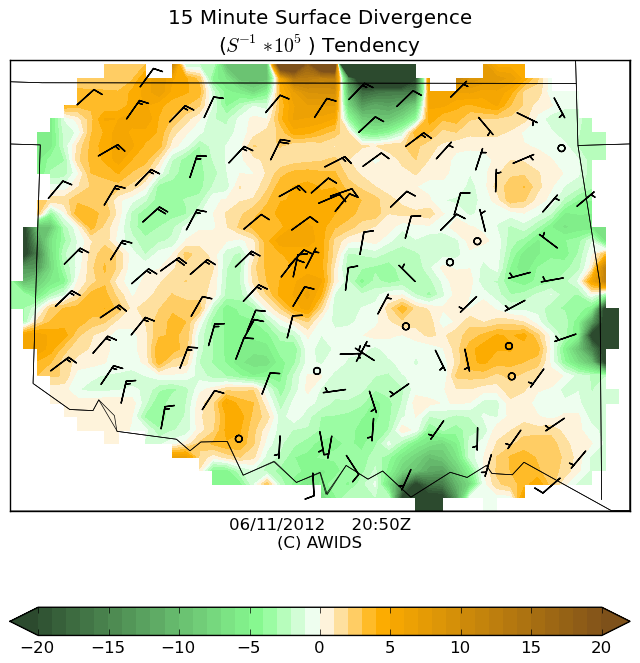 15 Minute Surface Divergence
(S⁻¹ * 10⁵ ) Tendency
06/11/2012 20:50Z
(C) AWIDS
−20 −15 −10 −5 0 5 10 15 20